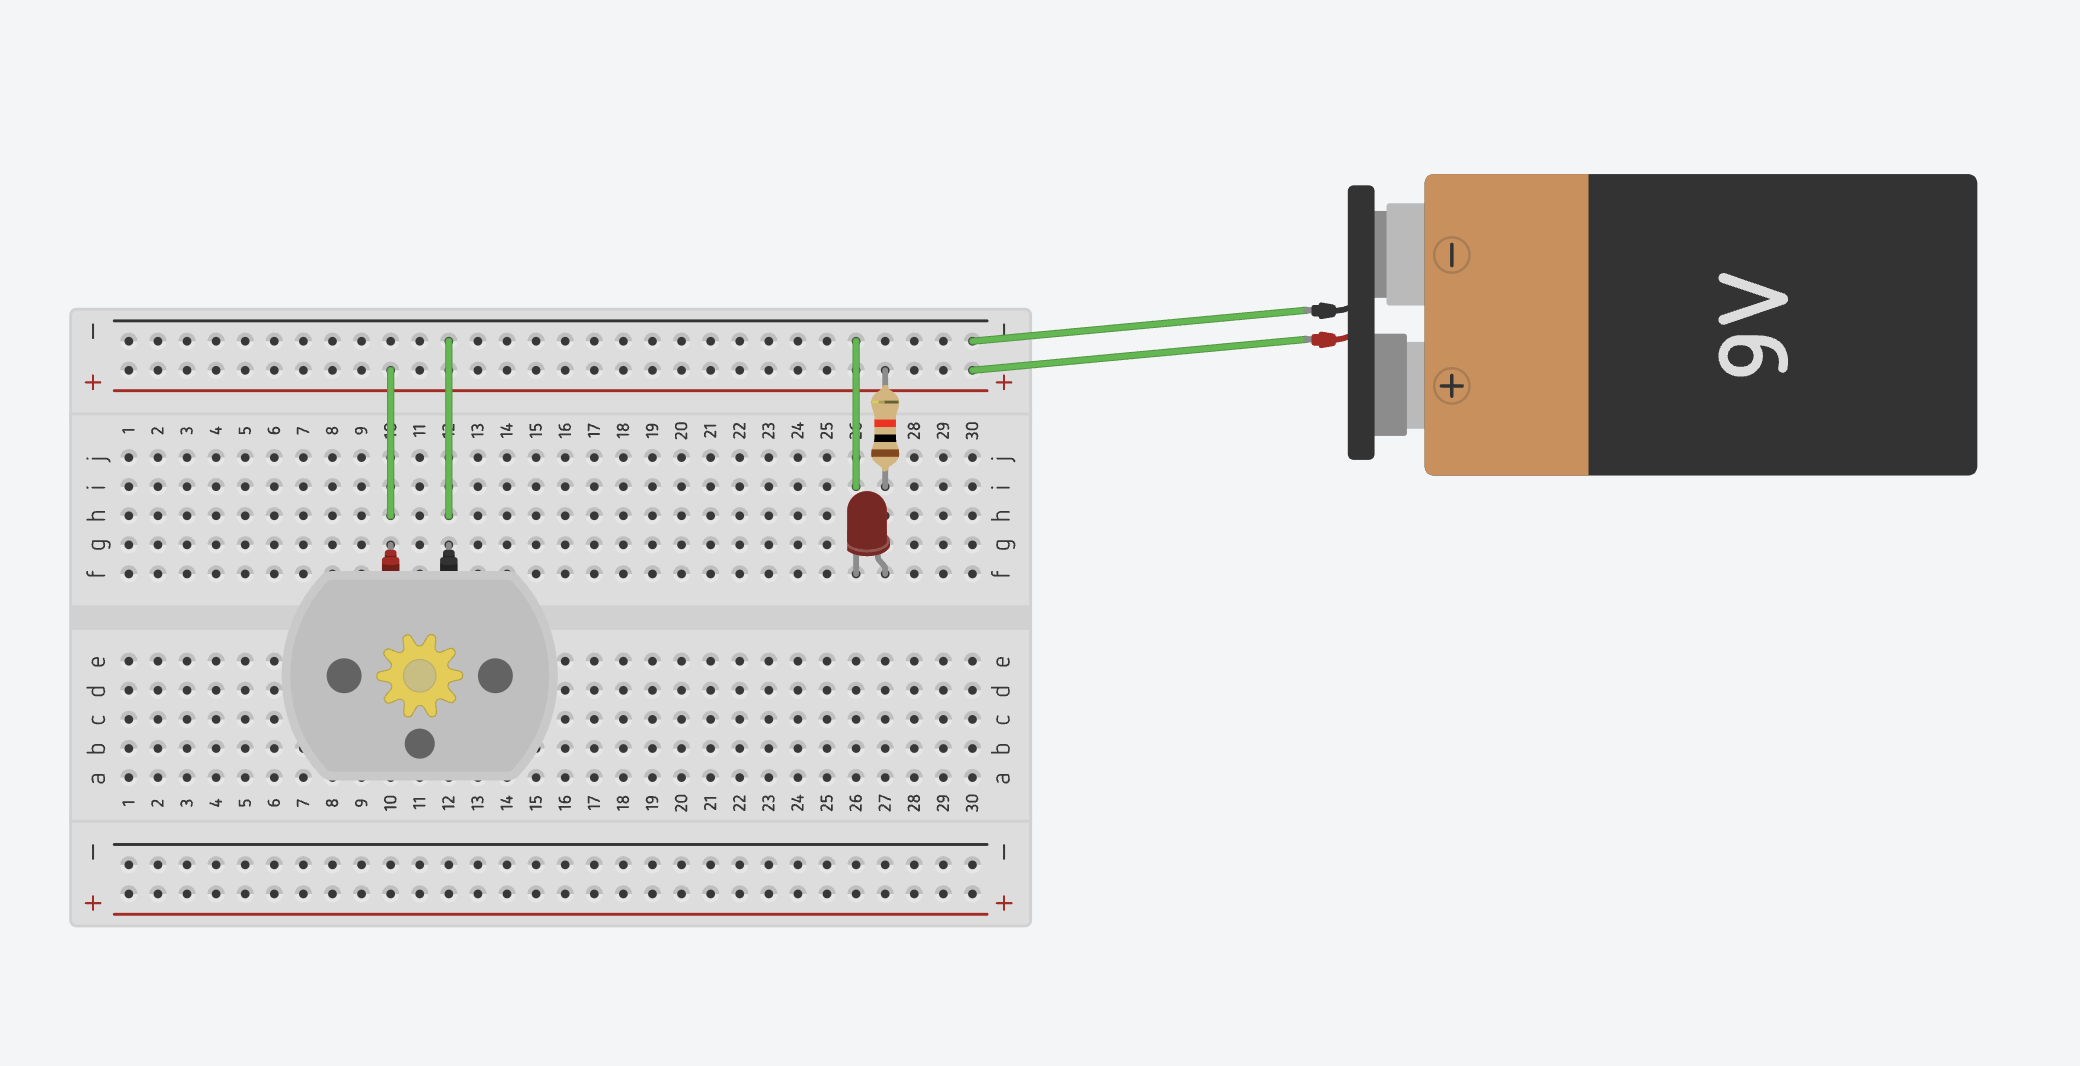 − −
+ +
1 2 3 4 5 6 7 8 9 10 11 12 13 14 15 16 17 18 19 20 21 22 23 24 25 26 28 29 30
j j
i i
h h
g g
f f
e e
d d
c c
b b
a a
1 2 3 4 5 6 7 8 9 10 11 12 13 14 15 16 17 18 19 20 21 22 23 24 25 26 27 28 29 30
− −
+ +
−
+
9V